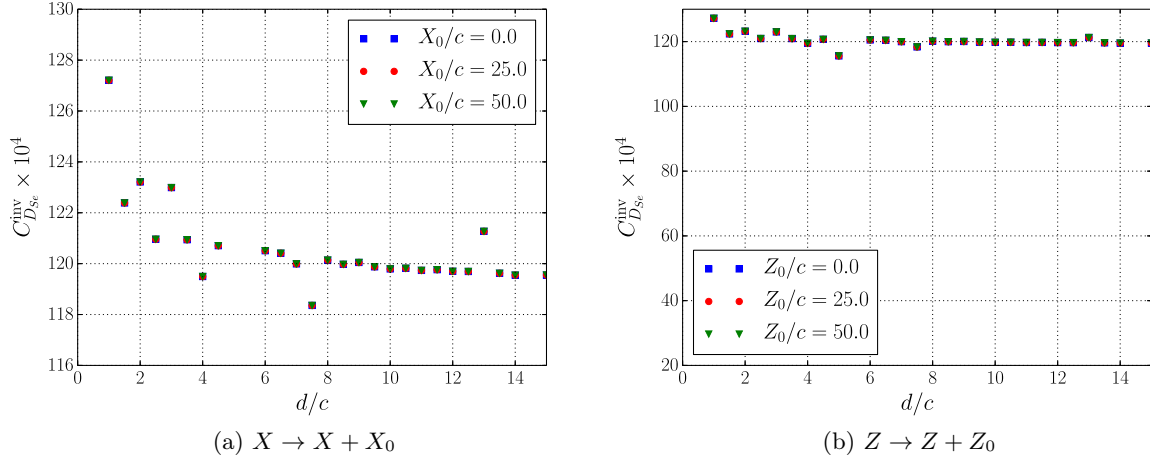 130
128
126
124
122
120
118
116
0 2 4 6 8 10 12 14
d/c
C^{inv}_{D_{Se}} × 10^4
X_0/c = 0.0
X_0/c = 25.0
X_0/c = 50.0
(a) X → X + X_0
120
100
80
60
40
20
0 2 4 6 8 10 12 14
d/c
C^{inv}_{D_{Se}} × 10^4
Z_0/c = 0.0
Z_0/c = 25.0
Z_0/c = 50.0
(b) Z → Z + Z_0